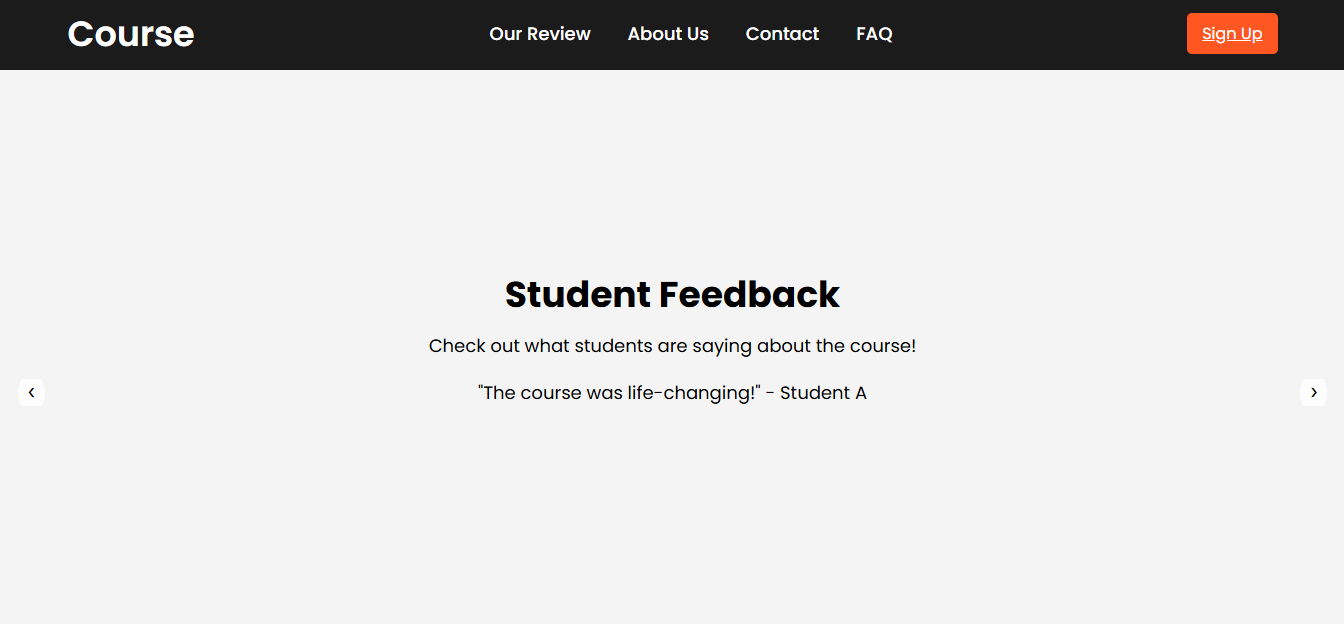 Course
Our Review About Us Contact FAQ
Sign Up
Student Feedback
Check out what students are saying about the course!
‹ "The course was life-changing!" - Student A ›